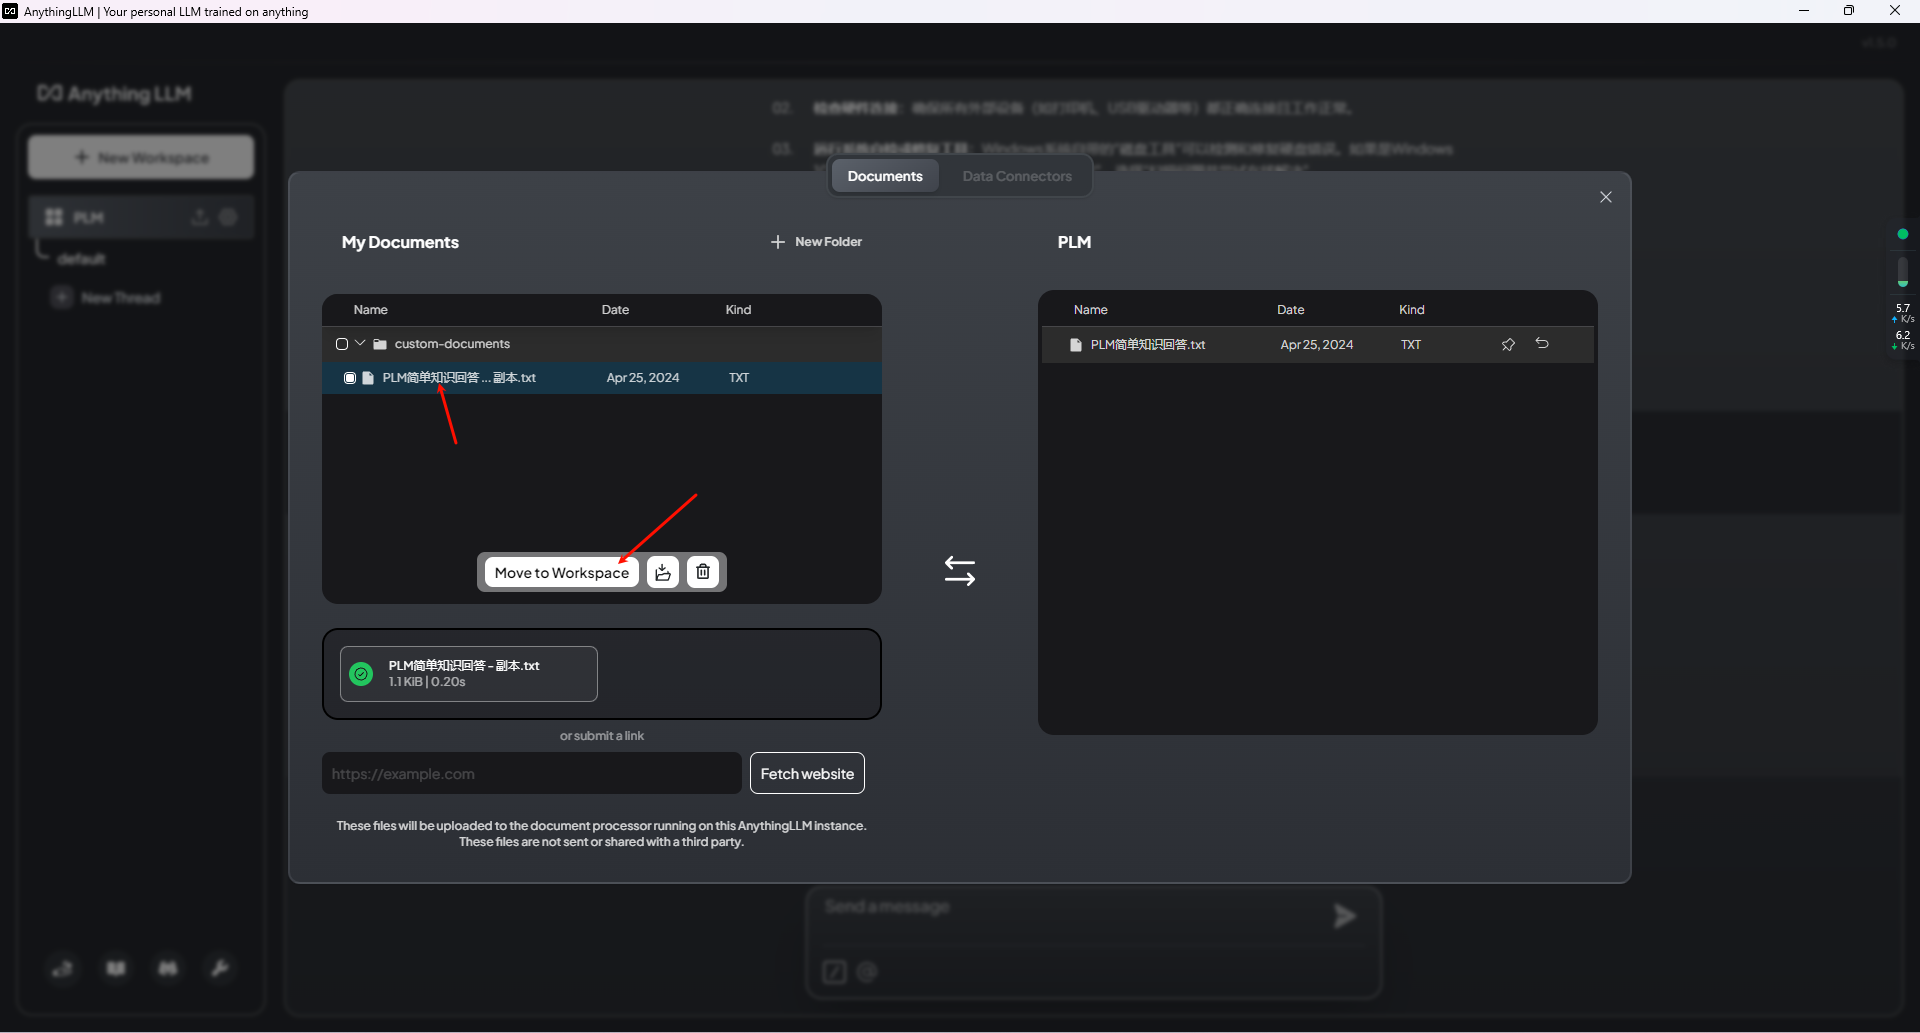 AnythingLLM | Your personal LLM trained on anything
Anything LLM
New Workspace
PLM
default
New Thread
Documents
Data Connectors
My Documents
New Folder
Name Date Kind
custom-documents
PLM简单知识回答 ... 副本.txt Apr 25, 2024 TXT
Move to Workspace
PLM简单知识回答 - 副本.txt
1.1 KiB | 0.20s
or submit a link
https://example.com
Fetch website
These files will be uploaded to the document processor running on this AnythingLLM instance.
These files are not sent or shared with a third party.
PLM
Name Date Kind
PLM简单知识回答.txt Apr 25, 2024 TXT
5.7
K/s
6.2
K/s
Send a message